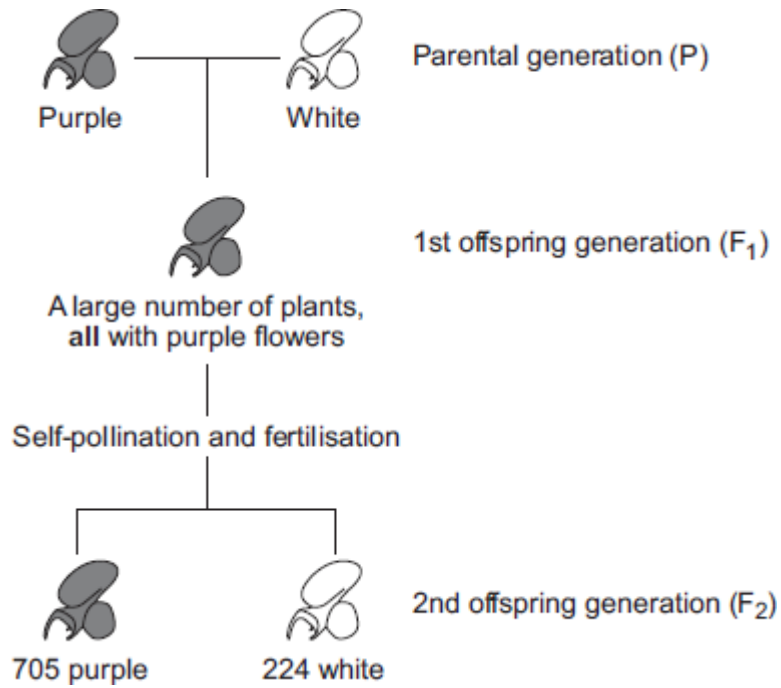 Parental generation (P)
Purple
White
1st offspring generation (F₁)
A large number of plants,
all with purple flowers
Self-pollination and fertilisation
2nd offspring generation (F₂)
705 purple
224 white